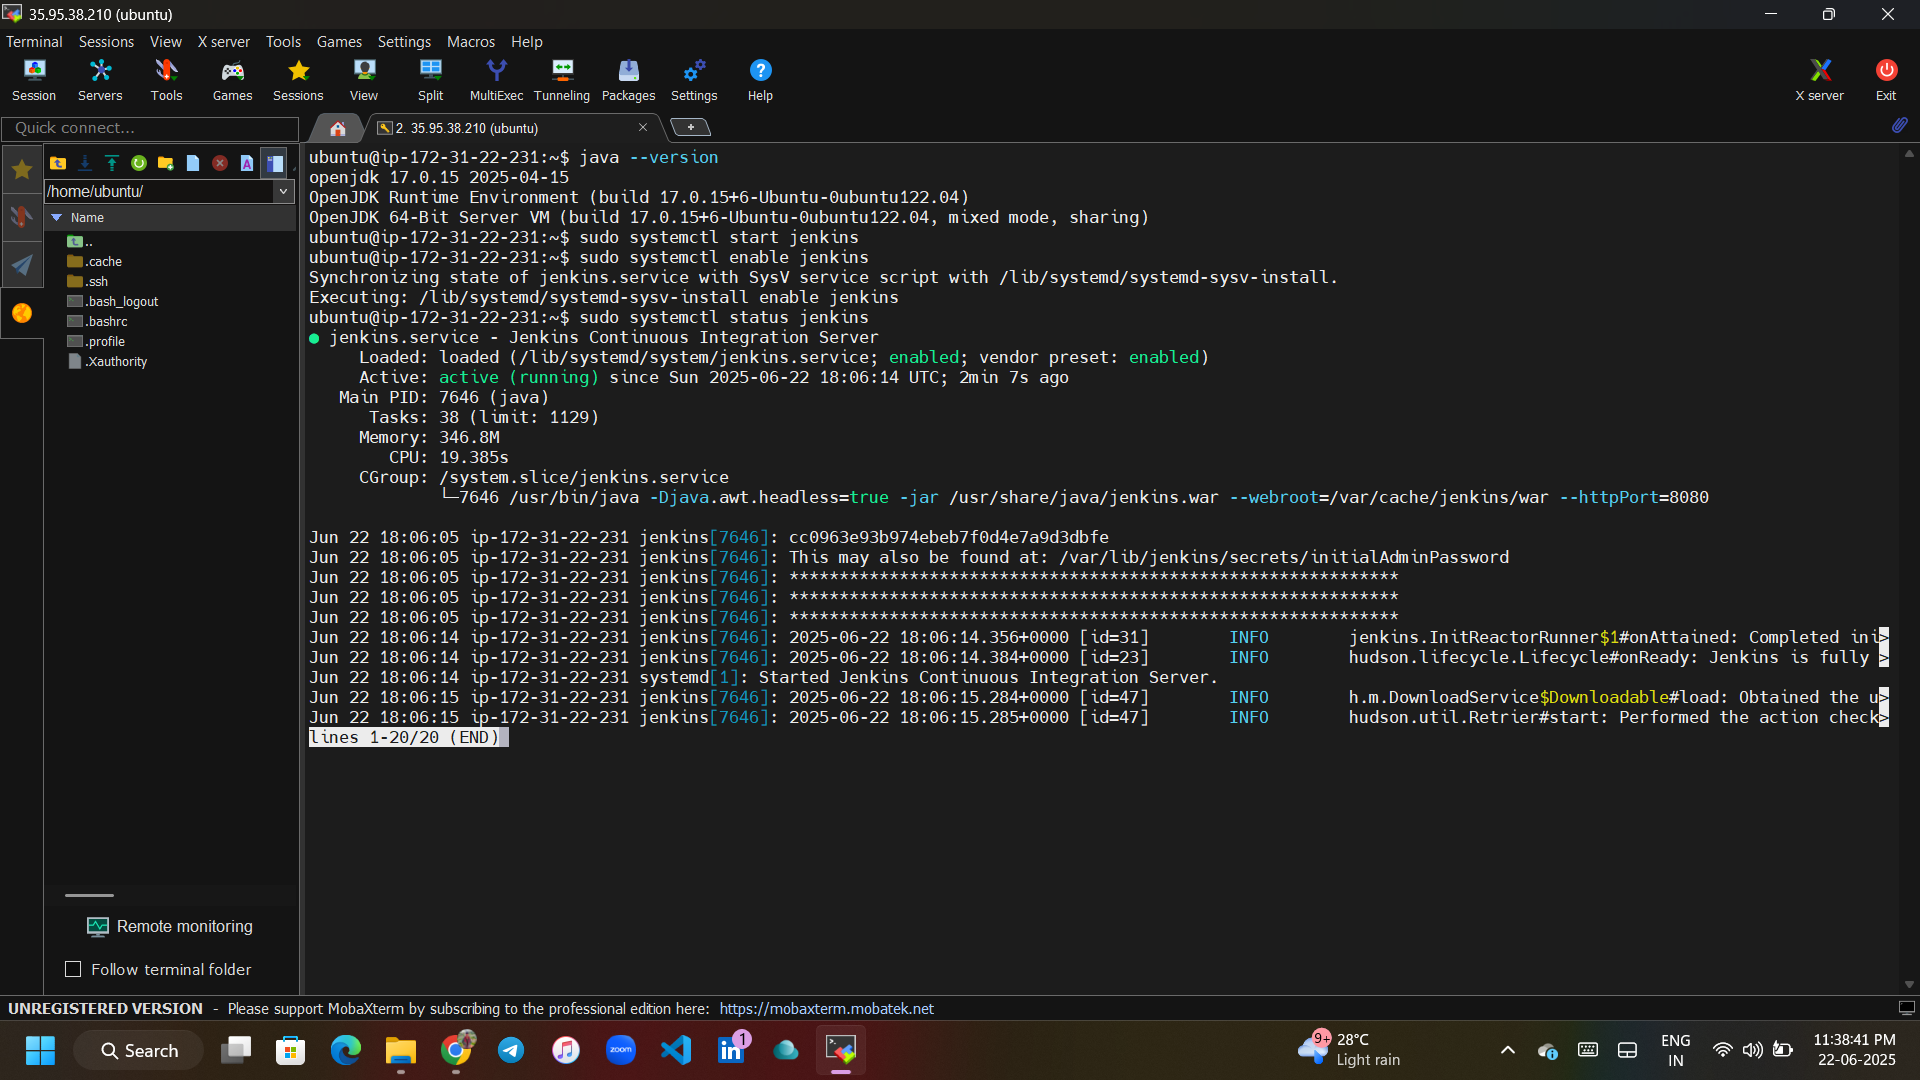 35.95.38.210 (ubuntu)
Terminal Sessions View X server Tools Games Settings Macros Help
Session Servers Tools Games Sessions View Split MultiExec Tunneling Packages Settings Help X server Exit
Quick connect...
2. 35.95.38.210 (ubuntu)
/home/ubuntu/
Name
..
.cache
.ssh
.bash_logout
.bashrc
.profile
.Xauthority
ubuntu@ip-172-31-22-231:~$ java --version
openjdk 17.0.15 2025-04-15
OpenJDK Runtime Environment (build 17.0.15+6-Ubuntu-0ubuntu122.04)
OpenJDK 64-Bit Server VM (build 17.0.15+6-Ubuntu-0ubuntu122.04, mixed mode, sharing)
ubuntu@ip-172-31-22-231:~$ sudo systemctl start jenkins
ubuntu@ip-172-31-22-231:~$ sudo systemctl enable jenkins
Synchronizing state of jenkins.service with SysV service script with /lib/systemd/systemd-sysv-install.
Executing: /lib/systemd/systemd-sysv-install enable jenkins
ubuntu@ip-172-31-22-231:~$ sudo systemctl status jenkins
● jenkins.service - Jenkins Continuous Integration Server
Loaded: loaded (/lib/systemd/system/jenkins.service; enabled; vendor preset: enabled)
Active: active (running) since Sun 2025-06-22 18:06:14 UTC; 2min 7s ago
Main PID: 7646 (java)
Tasks: 38 (limit: 1129)
Memory: 346.8M
CPU: 19.385s
CGroup: /system.slice/jenkins.service
└─7646 /usr/bin/java -Djava.awt.headless=true -jar /usr/share/java/jenkins.war --webroot=/var/cache/jenkins/war --httpPort=8080
Jun 22 18:06:05 ip-172-31-22-231 jenkins[7646]: cc0963e93b974ebeb7f0d4e7a9d3dbfe
Jun 22 18:06:05 ip-172-31-22-231 jenkins[7646]: This may also be found at: /var/lib/jenkins/secrets/initialAdminPassword
Jun 22 18:06:05 ip-172-31-22-231 jenkins[7646]: *************************************************************
Jun 22 18:06:05 ip-172-31-22-231 jenkins[7646]: *************************************************************
Jun 22 18:06:05 ip-172-31-22-231 jenkins[7646]: *************************************************************
Jun 22 18:06:14 ip-172-31-22-231 jenkins[7646]: 2025-06-22 18:06:14.356+0000 [id=31] INFO jenkins.InitReactorRunner$1#onAttained: Completed ini>
Jun 22 18:06:14 ip-172-31-22-231 jenkins[7646]: 2025-06-22 18:06:14.384+0000 [id=23] INFO hudson.lifecycle.Lifecycle#onReady: Jenkins is fully >
Jun 22 18:06:14 ip-172-31-22-231 systemd[1]: Started Jenkins Continuous Integration Server.
Jun 22 18:06:15 ip-172-31-22-231 jenkins[7646]: 2025-06-22 18:06:15.284+0000 [id=47] INFO h.m.DownloadService$Downloadable#load: Obtained the u>
Jun 22 18:06:15 ip-172-31-22-231 jenkins[7646]: 2025-06-22 18:06:15.285+0000 [id=47] INFO hudson.util.Retrier#start: Performed the action check>
lines 1-20/20 (END)
Remote monitoring
Follow terminal folder
UNREGISTERED VERSION - Please support MobaXterm by subscribing to the professional edition here: https://mobaxterm.mobatek.net
Search
zoom
1
9+
28°C
Light rain
ENG
IN
11:38:41 PM
22-06-2025